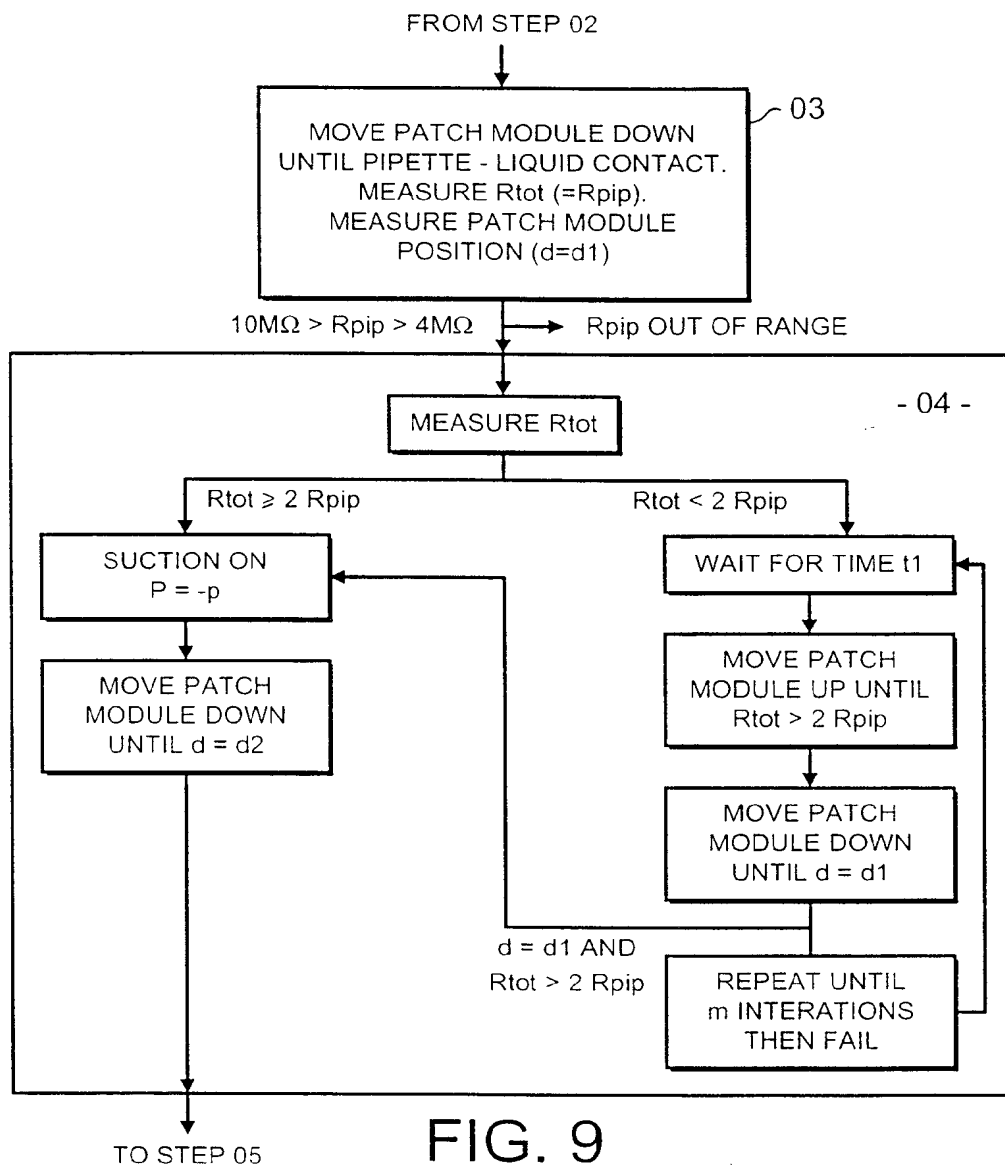 FROM STEP 02
03
MOVE PATCH MODULE DOWN
UNTIL PIPETTE - LIQUID CONTACT.
MEASURE Rtot (=Rpip).
MEASURE PATCH MODULE
POSITION (d=d1)
10MΩ > Rpip > 4MΩ
Rpip OUT OF RANGE
- 04 -
MEASURE Rtot
Rtot ⩾ 2 Rpip
Rtot < 2 Rpip
SUCTION ON
P = -p
WAIT FOR TIME t1
MOVE PATCH
MODULE DOWN
UNTIL d = d2
MOVE PATCH
MODULE UP UNTIL
Rtot > 2 Rpip
MOVE PATCH
MODULE DOWN
UNTIL d = d1
d = d1 AND
Rtot > 2 Rpip
REPEAT UNTIL
m INTERATIONS
THEN FAIL
TO STEP 05
FIG. 9